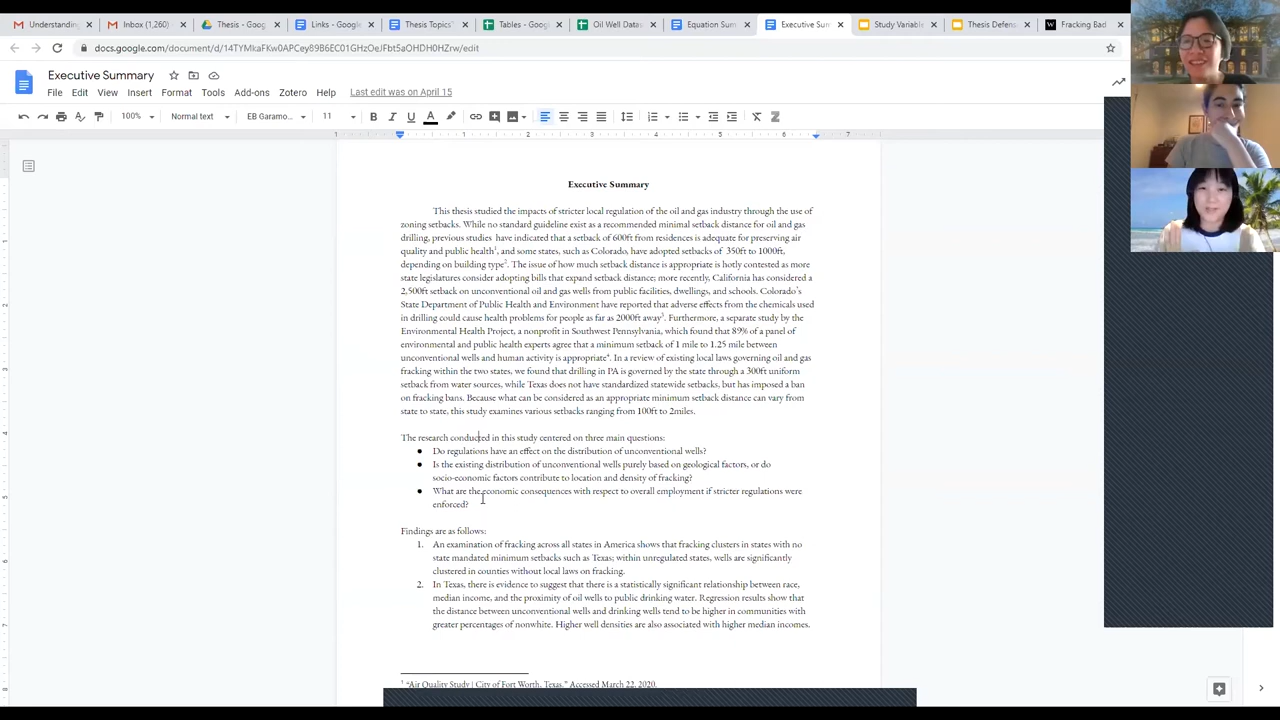 Understanding
Inbox (1,260)
Thesis - Goog
Links - Google
Thesis Topics"
Tables - Goog
Oil Well Data
Equation Sum
Executive Sum
Study Variable
Thesis Defens
Fracking Bad
docs.google.com/document/d/14TYMkaFKw0APCey89B6EC01GHzOeJFbt5aOHDH0HZrw/edit
Executive Summary
File Edit View Insert Format Tools Add-ons Zotero Help Last edit was on April 15
100% Normal text EB Garamo... 11
Executive Summary
This thesis studied the impacts of stricter local regulation of the oil and gas industry through the use of
zoning setbacks. While no standard guideline exist as a recommended minimal setback distance for oil and gas
drilling, previous studies have indicated that a setback of 600ft from residences is adequate for preserving air
quality and public health1, and some states, such as Colorado, have adopted setbacks of 350ft to 1000ft,
depending on building type2. The issue of how much setback distance is appropriate is hotly contested as more
state legislatures consider adopting bills that expand setback distance; more recently, California has considered a
2,500ft setback on unconventional oil and gas wells from public facilities, dwellings, and schools. Colorado's
State Department of Public Health and Environment have reported that adverse effects from the chemicals used
in drilling could cause health problems for people as far as 2000ft away3. Furthermore, a separate study by the
Environmental Health Project, a nonprofit in Southwest Pennsylvania, which found that 89% of a panel of
environmental and public health experts agree that a minimum setback of 1 mile to 1.25 mile between
unconventional wells and human activity is appropriate4. In a review of existing local laws governing oil and gas
fracking within the two states, we found that drilling in PA is governed by the state through a 300ft uniform
setback from water sources, while Texas does not have standardized statewide setbacks, but has imposed a ban
on fracking bans. Because what can be considered as an appropriate minimum setback distance can vary from
state to state, this study examines various setbacks ranging from 100ft to 2miles.
The research conducted in this study centered on three main questions:
● Do regulations have an effect on the distribution of unconventional wells?
● Is the existing distribution of unconventional wells purely based on geological factors, or do
socio-economic factors contribute to location and density of fracking?
● What are the economic consequences with respect to overall employment if stricter regulations were
enforced?
Findings are as follows:
1. An examination of fracking across all states in America shows that fracking clusters in states with no
state mandated minimum setbacks such as Texas; within unregulated states, wells are significantly
clustered in counties without local laws on fracking.
2. In Texas, there is evidence to suggest that there is a statistically significant relationship between race,
median income, and the proximity of oil wells to public drinking water. Regression results show that
the distance between unconventional wells and drinking wells tend to be higher in communities with
greater percentages of nonwhite. Higher well densities are also associated with higher median incomes.
1 "Air Quality Study | City of Fort Worth, Texas." Accessed March 22, 2020.